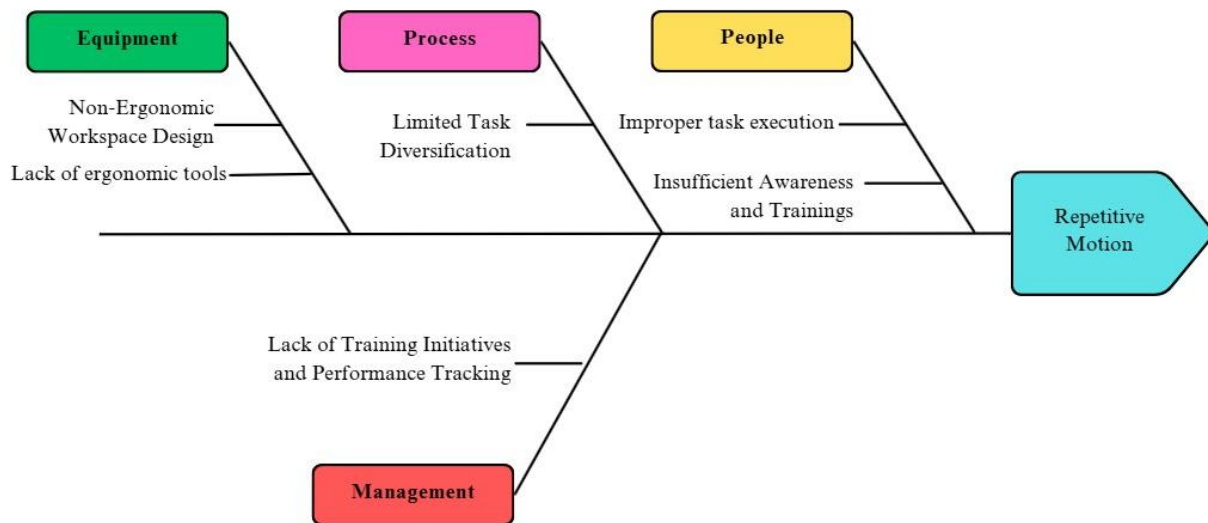 Equipment
Process
People
Non-Ergonomic
Workspace Design
Lack of ergonomic tools
Limited Task
Diversification
Improper task execution
Insufficient Awareness
and Trainings
Repetitive
Motion
Lack of Training Initiatives
and Performance Tracking
Management